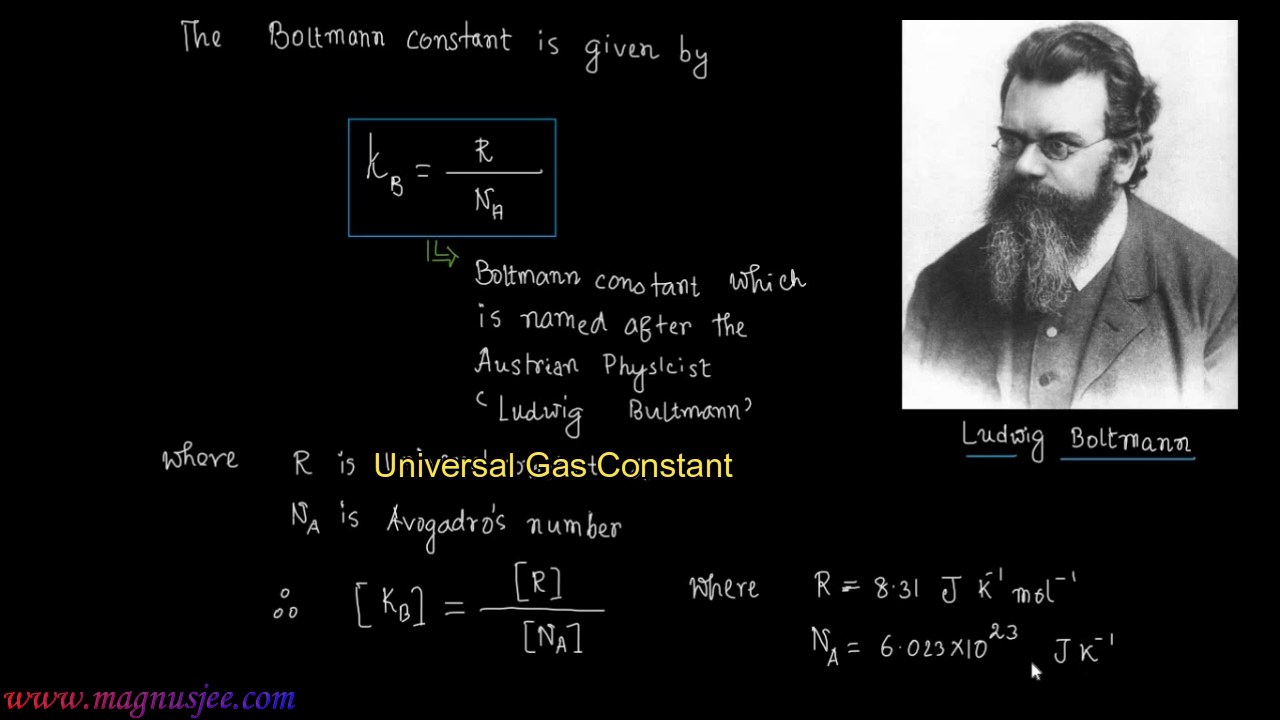 The Boltmann constant is given by
k_B = R / N_A
Boltmann constant which
is named after the
Austrian Physicist
‘Ludwig Bultmann’
Ludwig Boltmann
where R is Universal Gas Constant
N_A is Avogadro's number
∴ [K_B] = [R] / [N_A]
where R = 8.31 J K⁻¹ mol⁻¹
N_A = 6.023×10²³ J K⁻¹
www.magnusjee.com